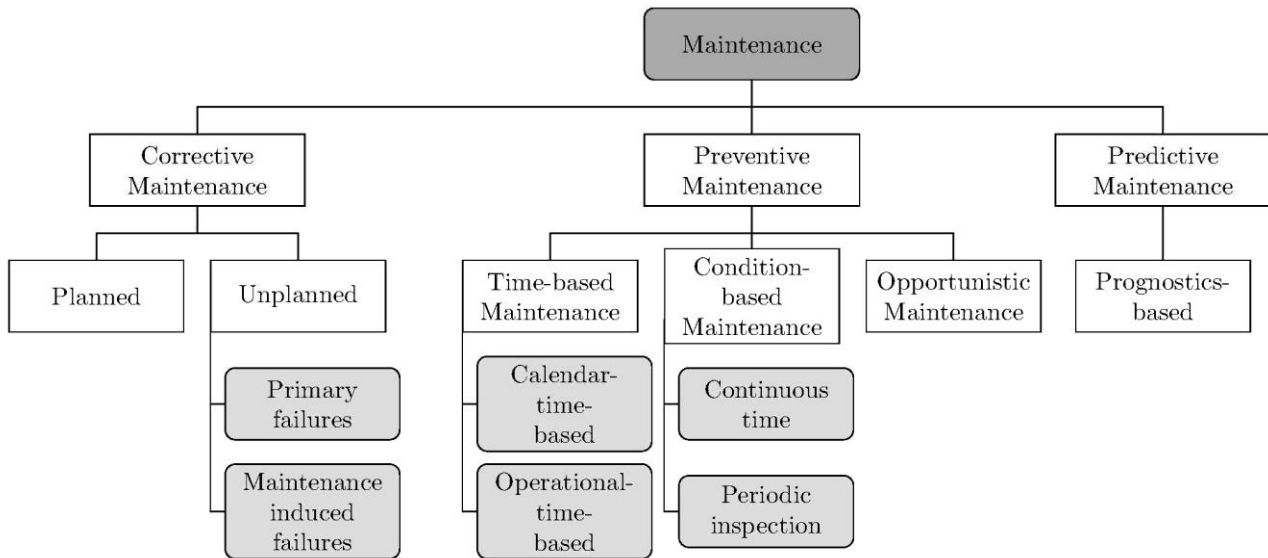 Maintenance
Corrective
Maintenance
Preventive
Maintenance
Predictive
Maintenance
Planned
Unplanned
Time-based
Maintenance
Condition-
based
Maintenance
Opportunistic
Maintenance
Prognostics-
based
Primary
failures
Calendar-
time-
based
Continuous
time
Maintenance
induced
failures
Operational-
time-
based
Periodic
inspection